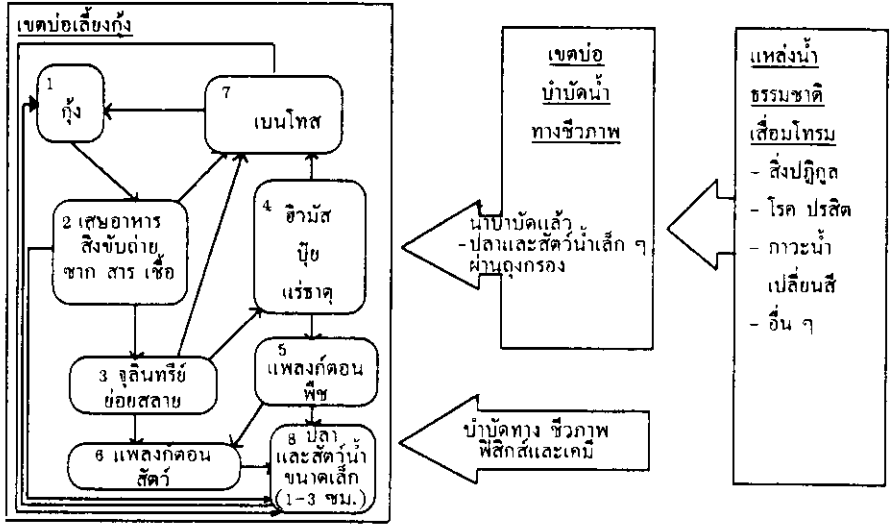 เขตบ่อเลี้ยงกุ้ง
1
กุ้ง
7
เบนโทส
2 เสษอาหาร
สิ่งขับถ่าย
ซาก สาร เชื้อ
4
ฮิวมัส
ปุ๋ย
แร่ธาตุ
3 จุลินทรีย์
ย่อยสลาย
5
แพลงก์ตอน
พืช
6 แพลงก์ตอน
สัตว์
8 ปลา
และสัตว์น้ำ
ขนาดเล็ก
(1-3 ซม.)
เขตบ่อ
บำบัดน้ำ
ทางชีวภาพ
น้ำบำบัดแล้ว
-ปลาและสัตว์น้ำเล็ก ๆ
ผ่านถุงกรอง
บำบัดทาง ชีวภาพ
ฟิสิกส์และเคมี
แหล่งน้ำ
ธรรมชาติ
เสื่อมโทรม
- สิ่งปฏิกูล
- โรค ปรสิต
- ภาวะน้ำ
เปลี่ยนสี
- อื่น ๆ